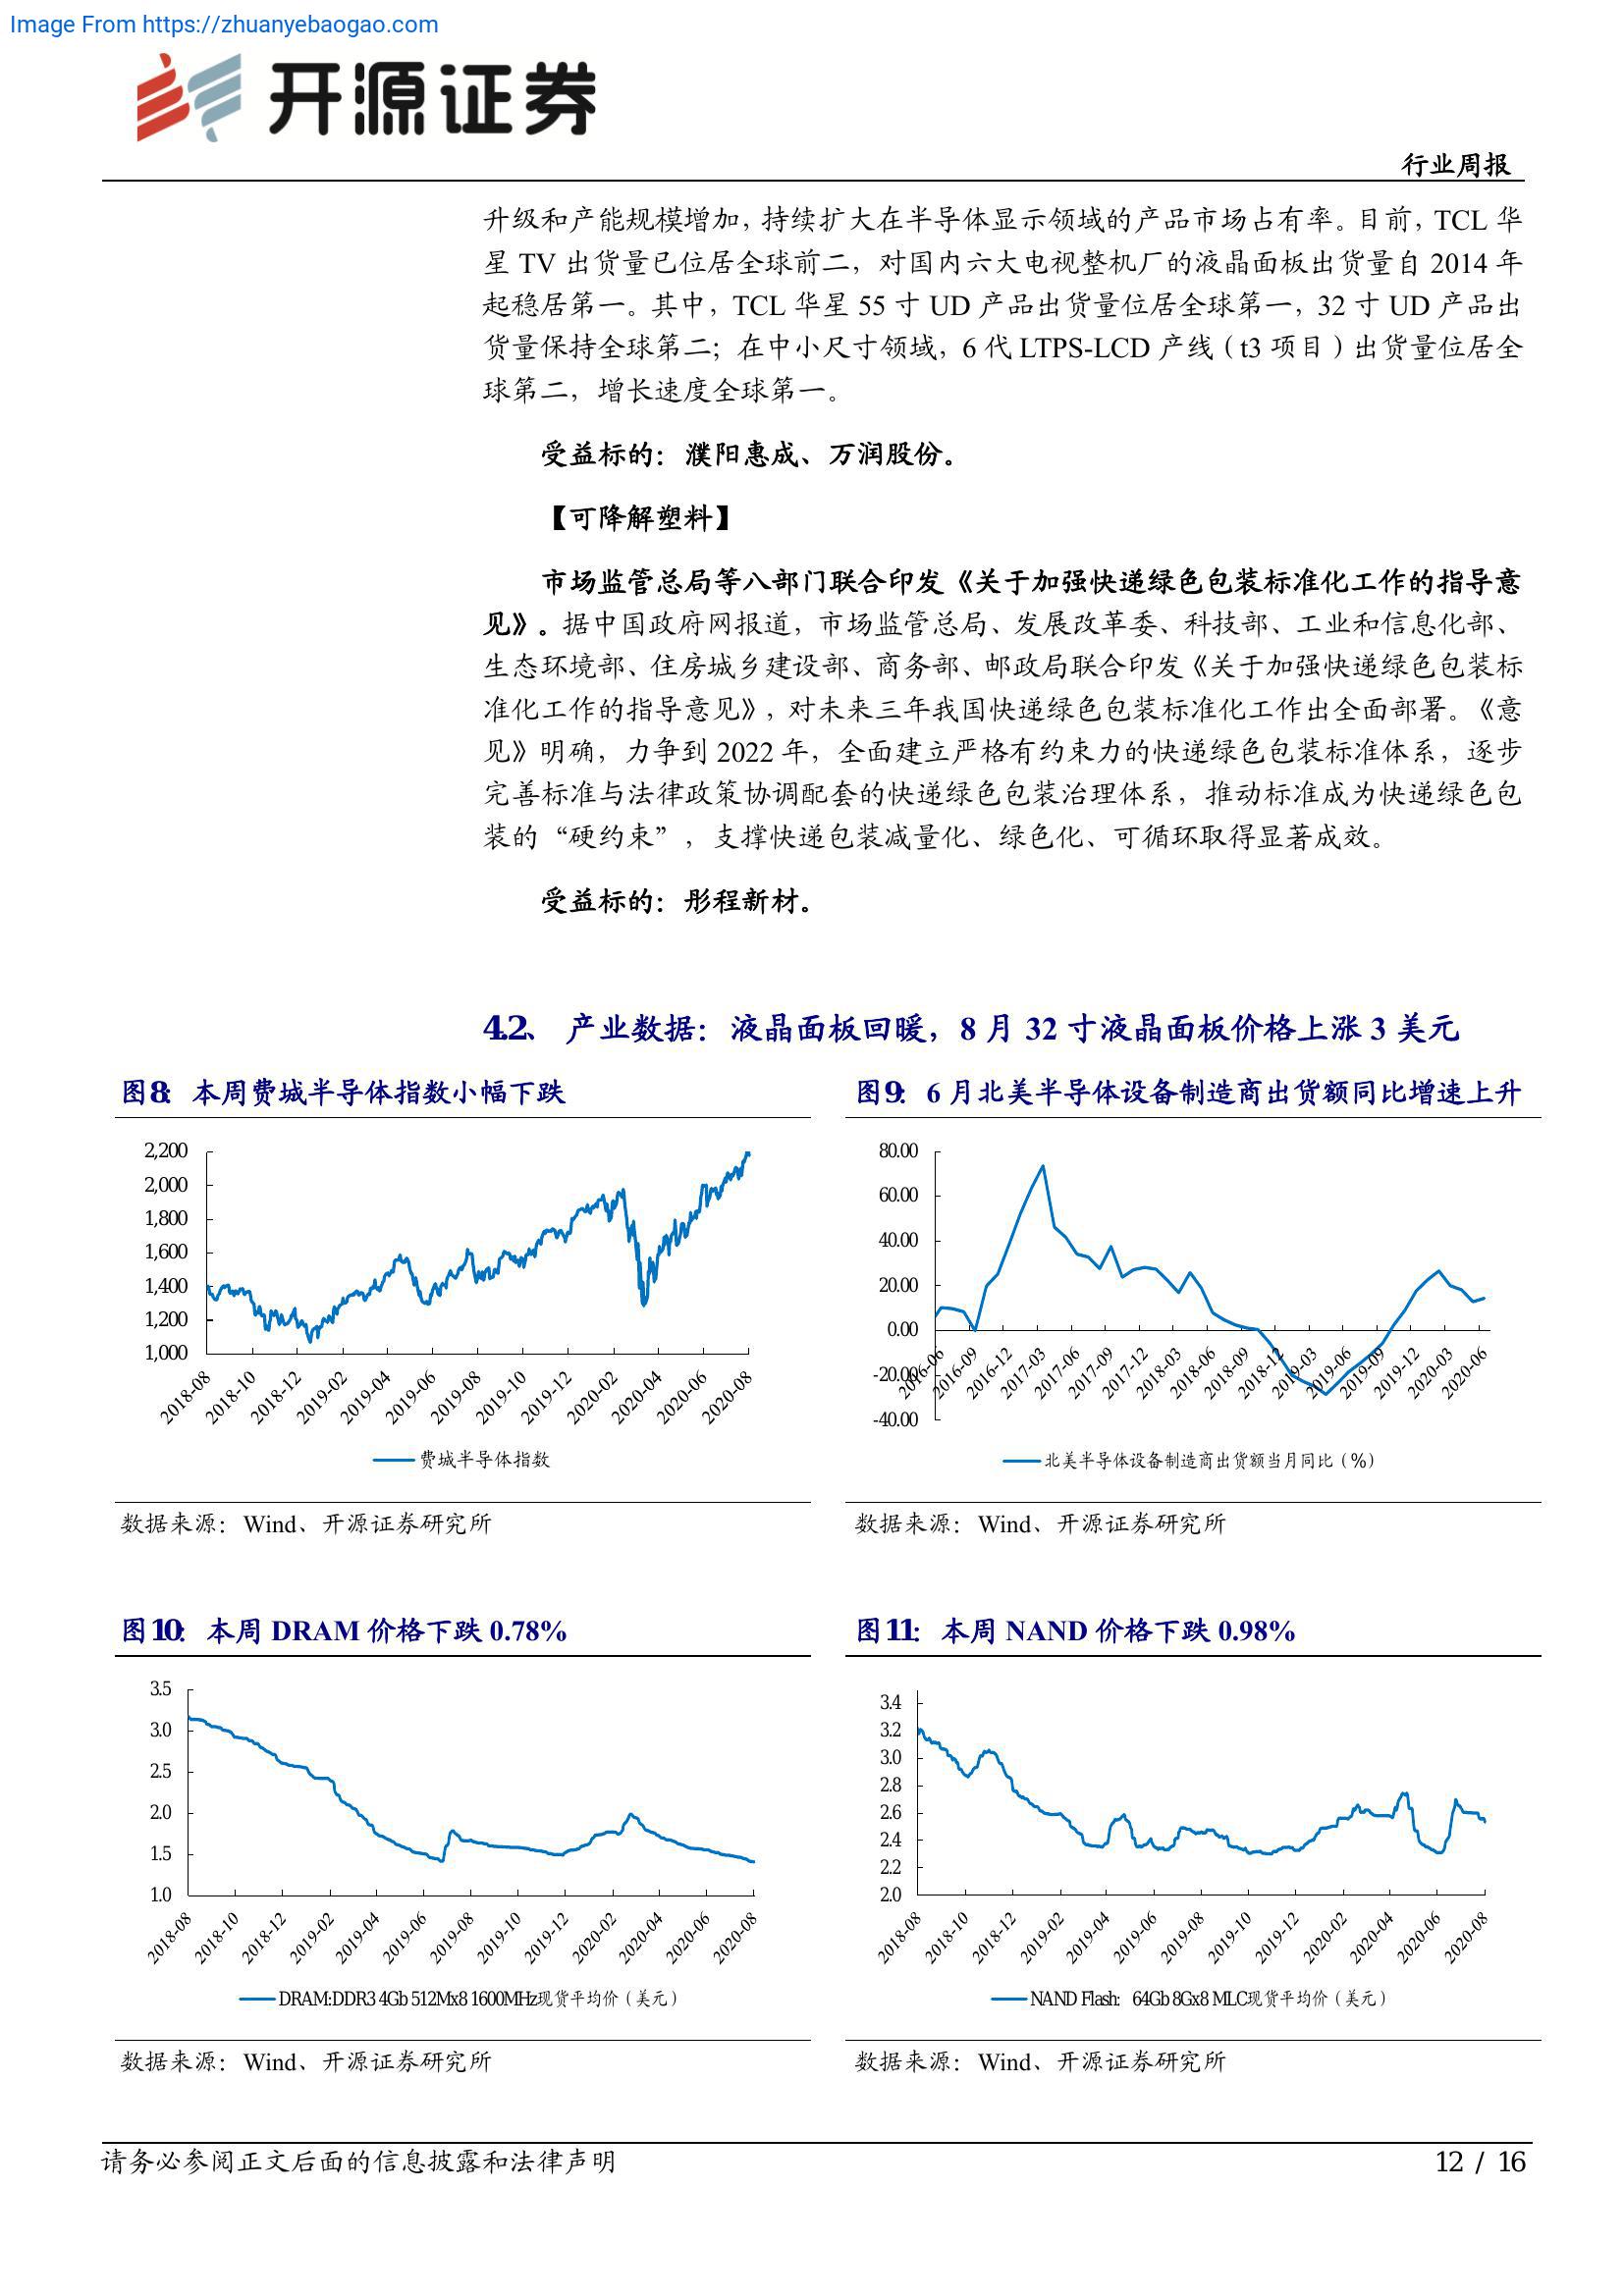 Image From https://zhuanyebaogao.com
开源证券
行业周报
升级和产能规模增加，持续扩大在半导体显示领域的产品市场占有率。目前，TCL 华
星 TV 出货量已位居全球前二，对国内六大电视整机厂的液晶面板出货量自 2014 年
起稳居第一。其中，TCL 华星 55 寸 UD 产品出货量位居全球第一，32 寸 UD 产品出
货量保持全球第二；在中小尺寸领域，6 代 LTPS-LCD 产线（t3 项目）出货量位居全
球第二，增长速度全球第一。
受益标的：濮阳惠成、万润股份。
【可降解塑料】
市场监管总局等八部门联合印发《关于加强快递绿色包装标准化工作的指导意
见》。据中国政府网报道，市场监管总局、发展改革委、科技部、工业和信息化部、
生态环境部、住房城乡建设部、商务部、邮政局联合印发《关于加强快递绿色包装标
准化工作的指导意见》，对未来三年我国快递绿色包装标准化工作出全面部署。《意
见》明确，力争到 2022 年，全面建立严格有约束力的快递绿色包装标准体系，逐步
完善标准与法律政策协调配套的快递绿色包装治理体系，推动标准成为快递绿色包
装的“硬约束”，支撑快递包装减量化、绿色化、可循环取得显著成效。
受益标的：彤程新材。
4.2、 产业数据：液晶面板回暖，8 月 32 寸液晶面板价格上涨 3 美元
图8：本周费城半导体指数小幅下跌
2,200
2,000
1,800
1,600
1,400
1,200
1,000
2018-08
2018-10
2018-12
2019-02
2019-04
2019-06
2019-08
2019-10
2019-12
2020-02
2020-04
2020-06
2020-08
费城半导体指数
数据来源：Wind、开源证券研究所
图9：6 月北美半导体设备制造商出货额同比增速上升
80.00
60.00
40.00
20.00
0.00
-20.00
-40.00
2016-06
2016-09
2016-12
2017-03
2017-06
2017-09
2017-12
2018-03
2018-06
2018-09
2018-12
2019-03
2019-06
2019-09
2019-12
2020-03
2020-06
北美半导体设备制造商出货额当月同比（%）
数据来源：Wind、开源证券研究所
图10：本周 DRAM 价格下跌 0.78%
3.5
3.0
2.5
2.0
1.5
1.0
2018-08
2018-10
2018-12
2019-02
2019-04
2019-06
2019-08
2019-10
2019-12
2020-02
2020-04
2020-06
2020-08
DRAM:DDR3 4Gb 512Mx8 1600MHz现货平均价（美元）
数据来源：Wind、开源证券研究所
图11：本周 NAND 价格下跌 0.98%
3.4
3.2
3.0
2.8
2.6
2.4
2.2
2.0
2018-08
2018-10
2018-12
2019-02
2019-04
2019-06
2019-08
2019-10
2019-12
2020-02
2020-04
2020-06
2020-08
NAND Flash: 64Gb 8Gx8 MLC现货平均价（美元）
数据来源：Wind、开源证券研究所
请务必参阅正文后面的信息披露和法律声明
12 / 16